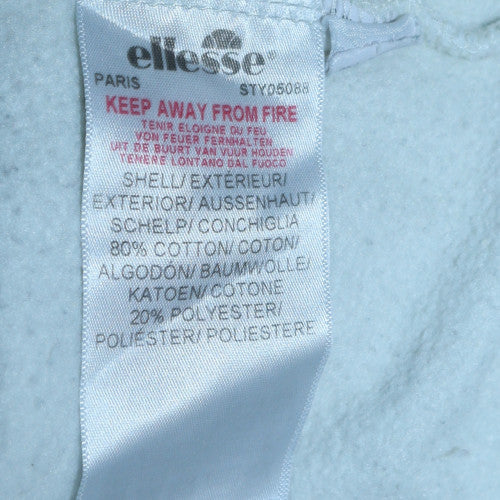 ellesse®
PARIS STY05088
KEEP AWAY FROM FIRE
TENIR ELOIGNE DU FEU
VON FEUER FERNHALTEN
UIT DE BUURT VAN VUUR HOUDEN
TENERE LONTANO DAL FUOCO
SHELL/ EXTÉRIEUR/
EXTERIOR/ AUSSENHAUT/
SCHELP/ CONCHIGLIA
80% COTTON/ COTON/
ALGODÓN/ BAUMWOLLE/
KATOEN/ COTONE
20% POLYESTER/
POLIÉSTER/ POLIESTERE